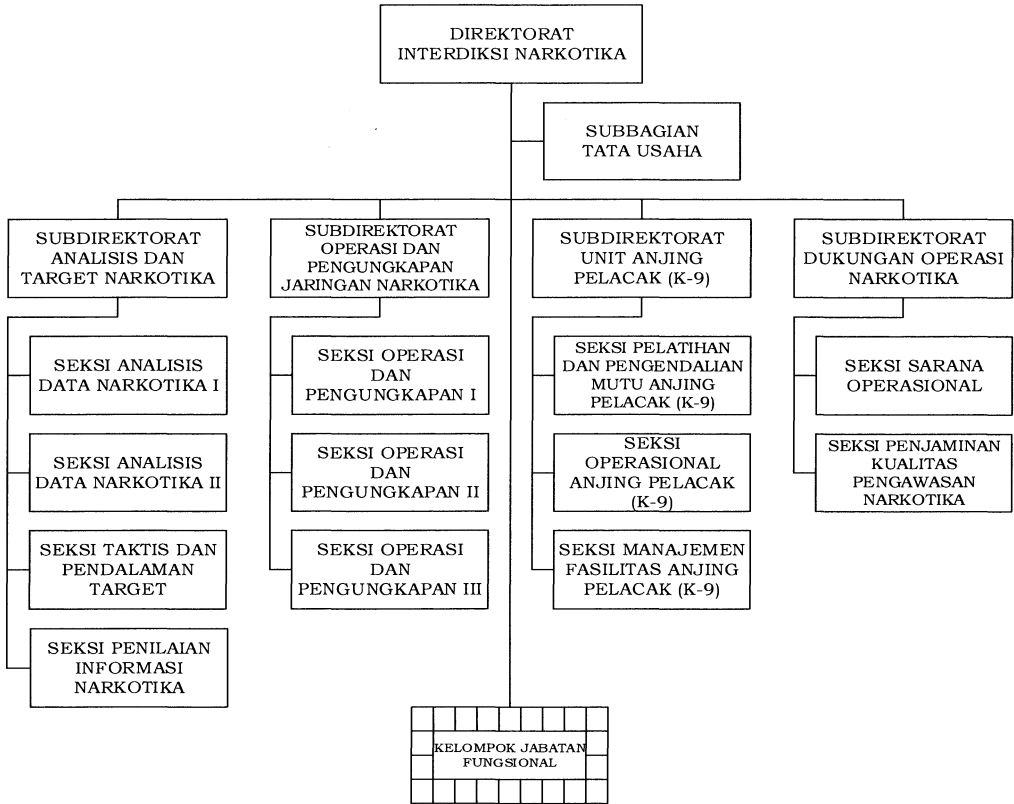 DIREKTORAT
INTERDIKSI NARKOTIKA
SUBBAGIAN
TATA USAHA
SUBDIREKTORAT
ANALISIS DAN
TARGET NARKOTIKA
SUBDIREKTORAT
OPERASI DAN
PENGUNGKAPAN
JARINGAN NARKOTIKA
SUBDIREKTORAT
UNIT ANJING
PELACAK (K-9)
SUBDIREKTORAT
DUKUNGAN OPERASI
NARKOTIKA
SEKSI ANALISIS
DATA NARKOTIKA I
SEKSI OPERASI
DAN
PENGUNGKAPAN I
SEKSI PELATIHAN
DAN PENGENDALIAN
MUTU ANJING
PELACAK (K-9)
SEKSI SARANA
OPERASIONAL
SEKSI ANALISIS
DATA NARKOTIKA II
SEKSI OPERASI
DAN
PENGUNGKAPAN II
SEKSI
OPERASIONAL
ANJING PELACAK
(K-9)
SEKSI PENJAMINAN
KUALITAS
PENGAWASAN
NARKOTIKA
SEKSI TAKTIS DAN
PENDALAMAN
TARGET
SEKSI OPERASI
DAN
PENGUNGKAPAN III
SEKSI MANAJEMEN
FASILITAS ANJING
PELACAK (K-9)
SEKSI PENILAIAN
INFORMASI
NARKOTIKA
KELOMPOK JABATAN
FUNGSIONAL